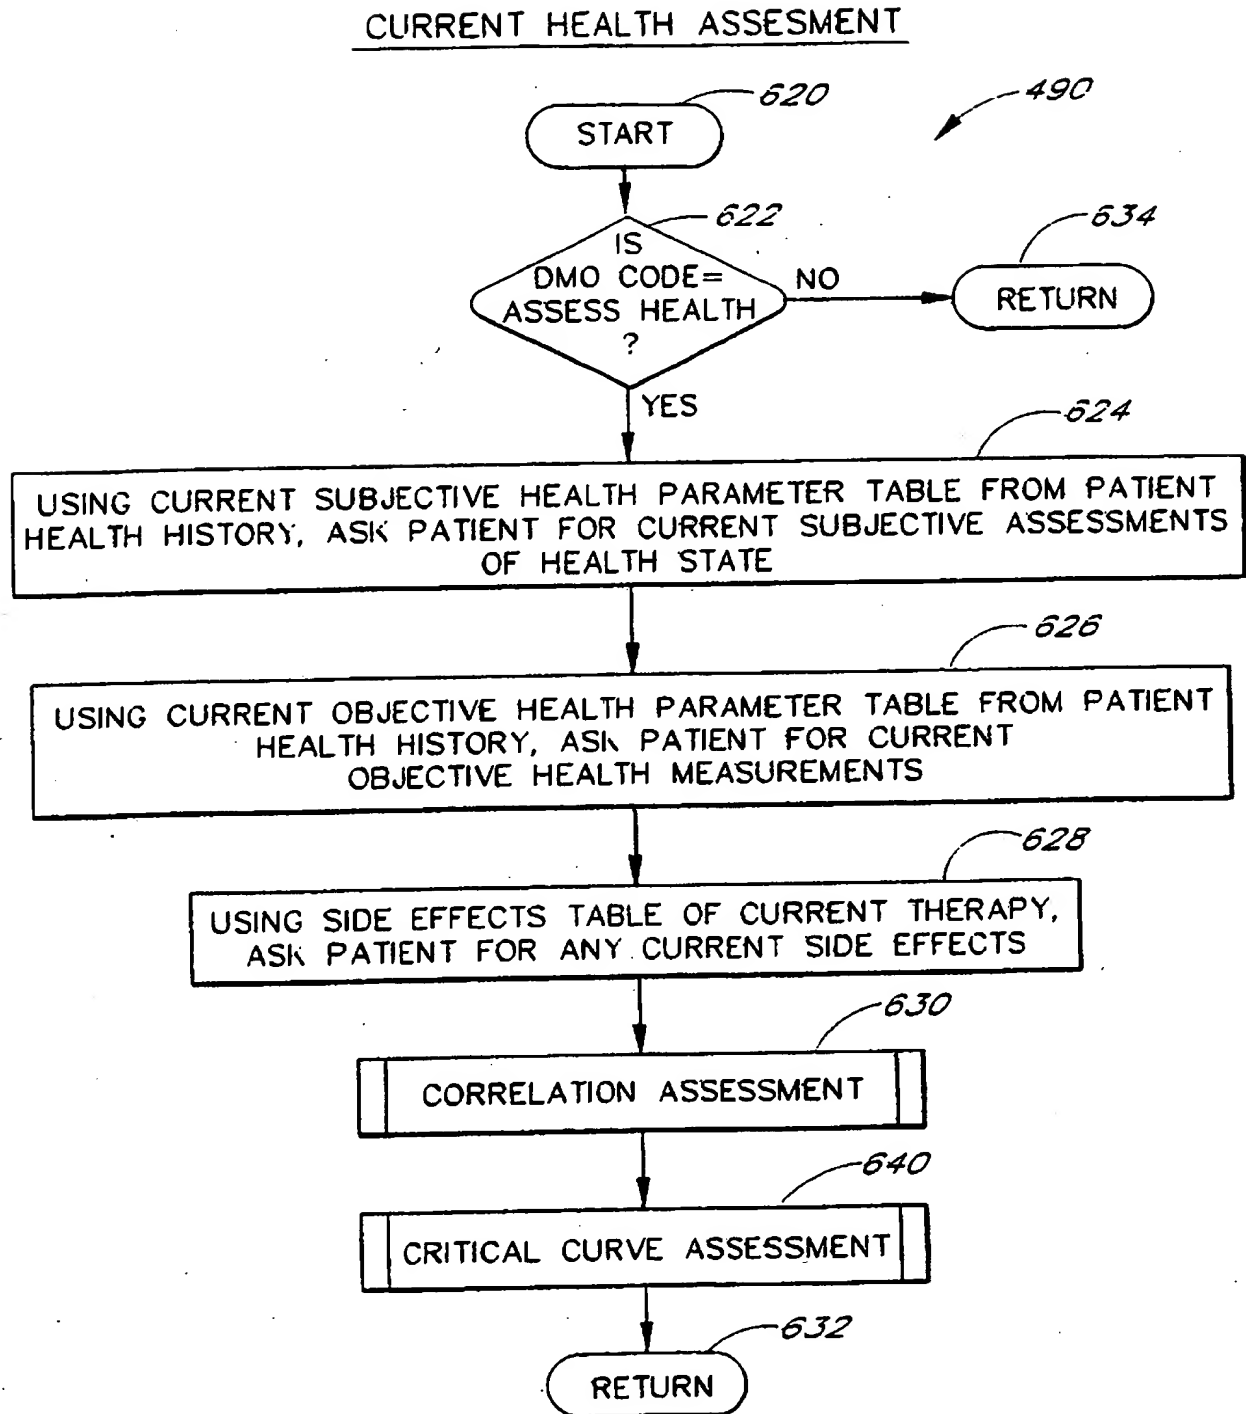 CURRENT HEALTH ASSESMENT
620
490
START
622
634
IS
DMO CODE=
ASSESS HEALTH
?
NO
RETURN
YES
624
USING CURRENT SUBJECTIVE HEALTH PARAMETER TABLE FROM PATIENT
HEALTH HISTORY, ASK PATIENT FOR CURRENT SUBJECTIVE ASSESSMENTS
OF HEALTH STATE
626
USING CURRENT OBJECTIVE HEALTH PARAMETER TABLE FROM PATIENT
HEALTH HISTORY, ASK PATIENT FOR CURRENT
OBJECTIVE HEALTH MEASUREMENTS
628
USING SIDE EFFECTS TABLE OF CURRENT THERAPY,
ASK PATIENT FOR ANY CURRENT SIDE EFFECTS
630
CORRELATION ASSESSMENT
640
CRITICAL CURVE ASSESSMENT
632
RETURN